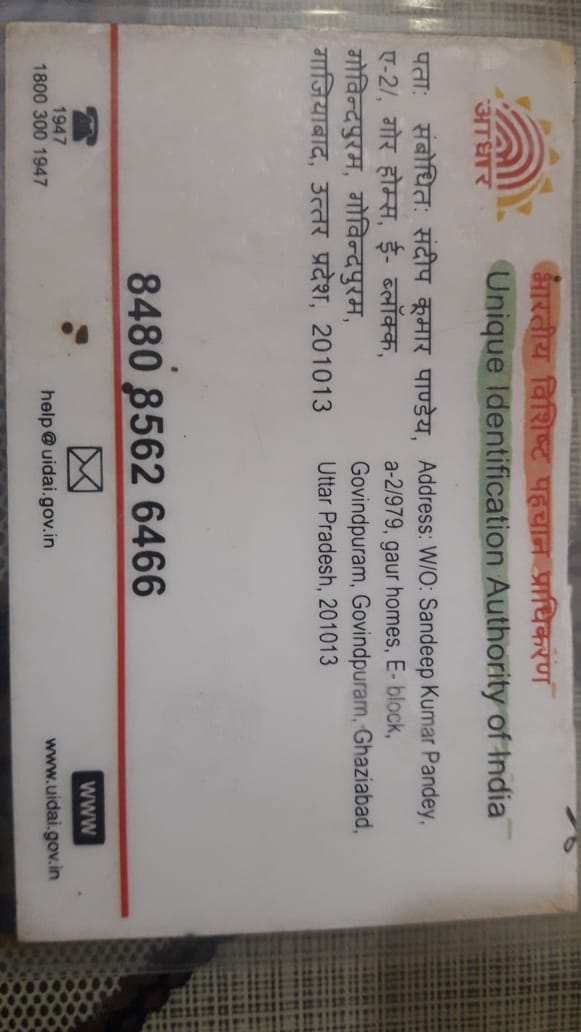 भारतीय विशिष्ट पहचान प्राधिकरण
Unique Identification Authority of India
आधार
पता: संबोधित: संदीप कूमार पाण्डेय,
ए-2/, गोर होम्स, ई- ब्लॉक्क,
गोविन्दपुरम, गोविन्दपुरम,
गाजियाबाद, उत्तर प्रदेश, 201013
Address: W/O: Sandeep Kumar Pandey,
a-2/979, gaur homes, E- block,
Govindpuram, Govindpuram, Ghaziabad,
Uttar Pradesh, 201013
8480 8562 6466
1947
1800 300 1947
help@uidai.gov.in
www
www.uidai.gov.in